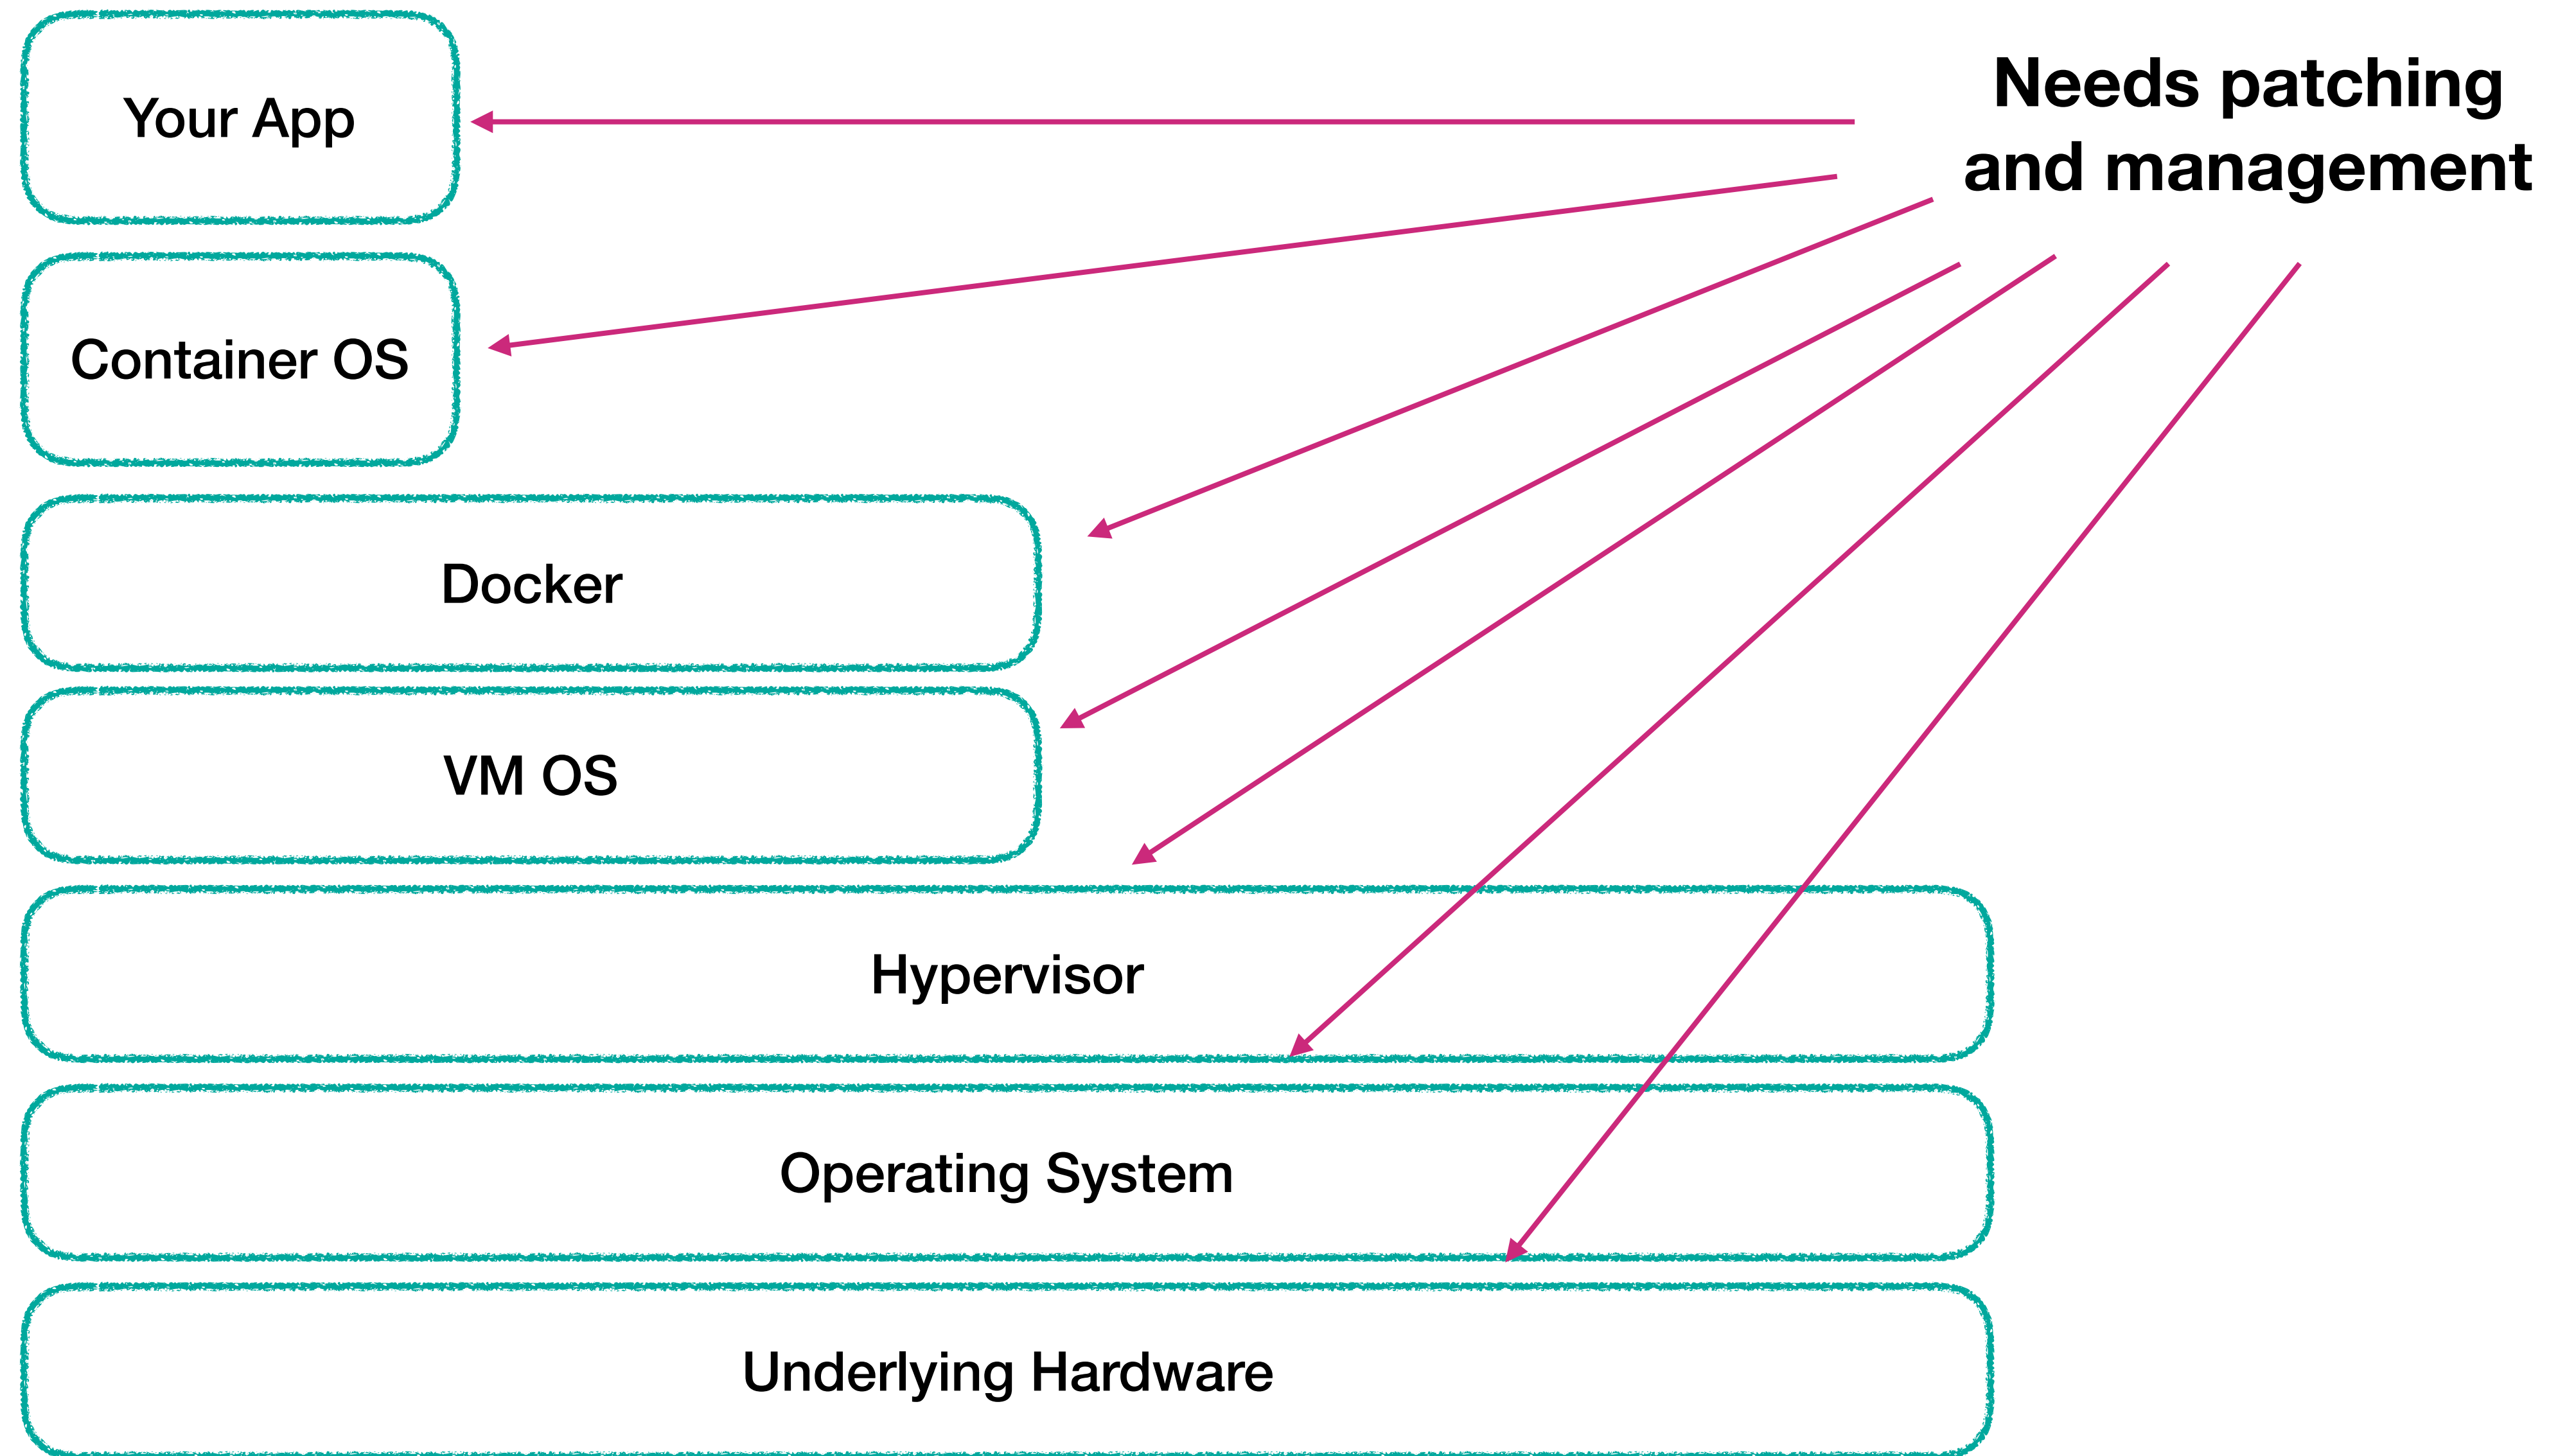 Your App
Needs patching
and management
Container OS
Docker
VM OS
Hypervisor
Operating System
Underlying Hardware